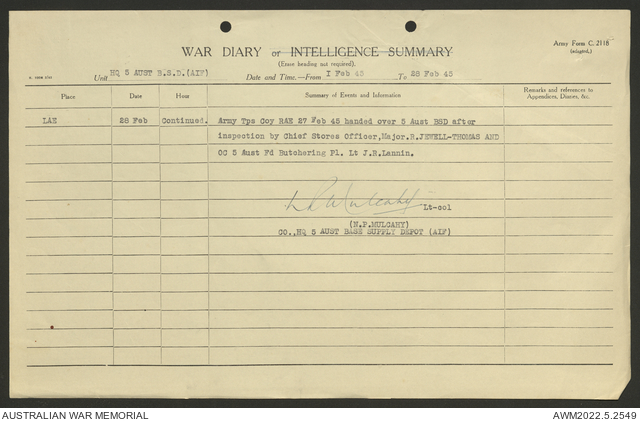 Army Form C. 2118
(adapted.)
WAR DIARY or INTELLIGENCE SUMMARY
(Erase heading not required).
Unit HQ 5 AUST B.S.D.(AIF) Date and Time.—From 1 Feb 45 To 28 Feb 45
Place Date Hour Summary of Events and Information Remarks and references to Appendices, Diaries, &c.
LAE 28 Feb Continued. Army Tps Coy RAE 27 Feb 45 handed over 5 Aust BSD after
inspection by Chief Stores Officer,Major.R.JEWELL-THOMAS AND
OC 5 Aust Fd Butchering Pl. Lt J.R.Lannin.
Mulcahy Lt-col
(N.P.MULCAHY)
CO.,HQ 5 AUST BASE SUPPLY DEPOT (AIF)
AUSTRALIAN WAR MEMORIAL AWM2022.5.2549